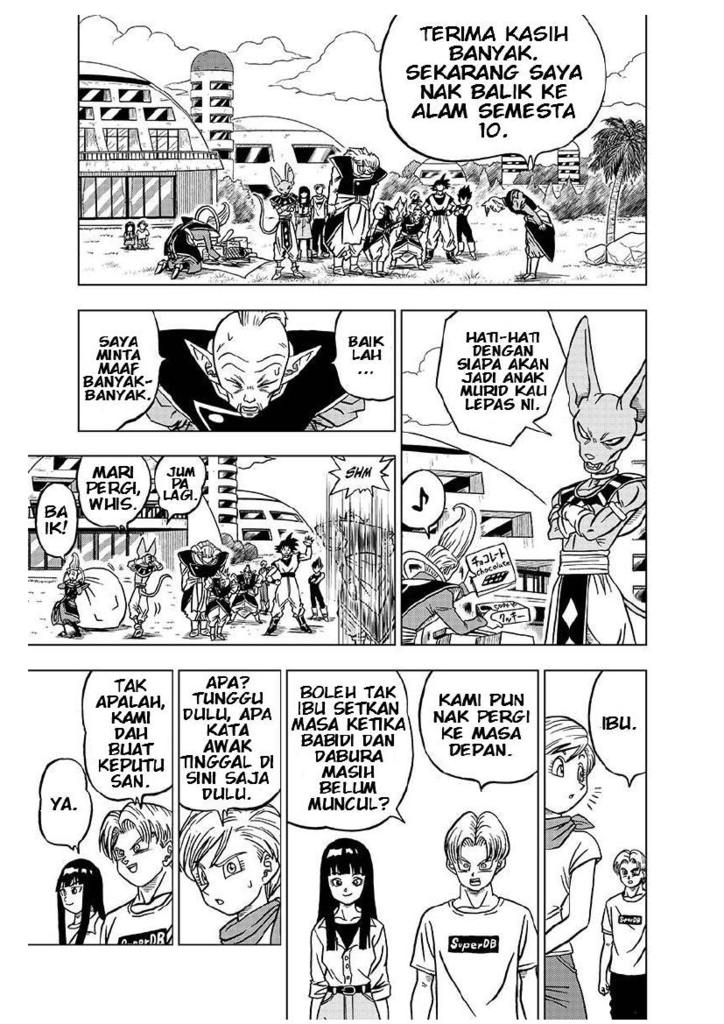 TERIMA KASIH
BANYAK.
SEKARANG SAYA
NAK BALIK KE
ALAM SEMESTA
10.
HATI-HATI
DENGAN
SIAPA AKAN
JADI ANAK
MURID KALI
LEPAS NI.
チョコレート
chocolate
クッキー
BAIK
LAH
...
SAYA
MINTA
MAAF
BANYAK-
BANYAK.
SHM
JUM
PA
LAGI.
MARI
PERGI,
WHIS.
BA
IK!
IBU.
SuperDB
KAMI PUN
NAK PERGI
KE MASA
DEPAN.
SuperDB
BOLEH TAK
IBU SETKAN
MASA KETIKA
BABIDI DAN
DABURA
MASIH
BELUM
MUNCUL?
APA?
TUNGGU
DULU, APA
KATA
AWAK
TINGGAL DI
SINI SAJA
DULU.
TAK
APALAH,
KAMI
DAH
BUAT
KEPUTU
SAN.
YA.
SuperDB